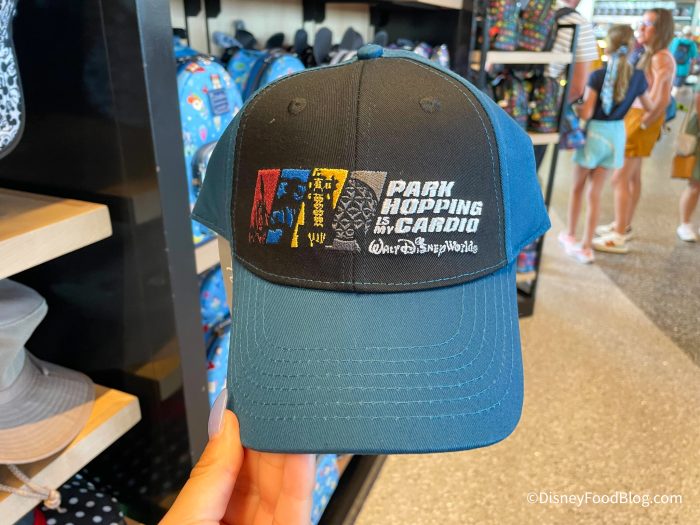 PARK
HOPPING
IS MY CARDIO
Walt Disney World®
©DisneyFoodBlog.com